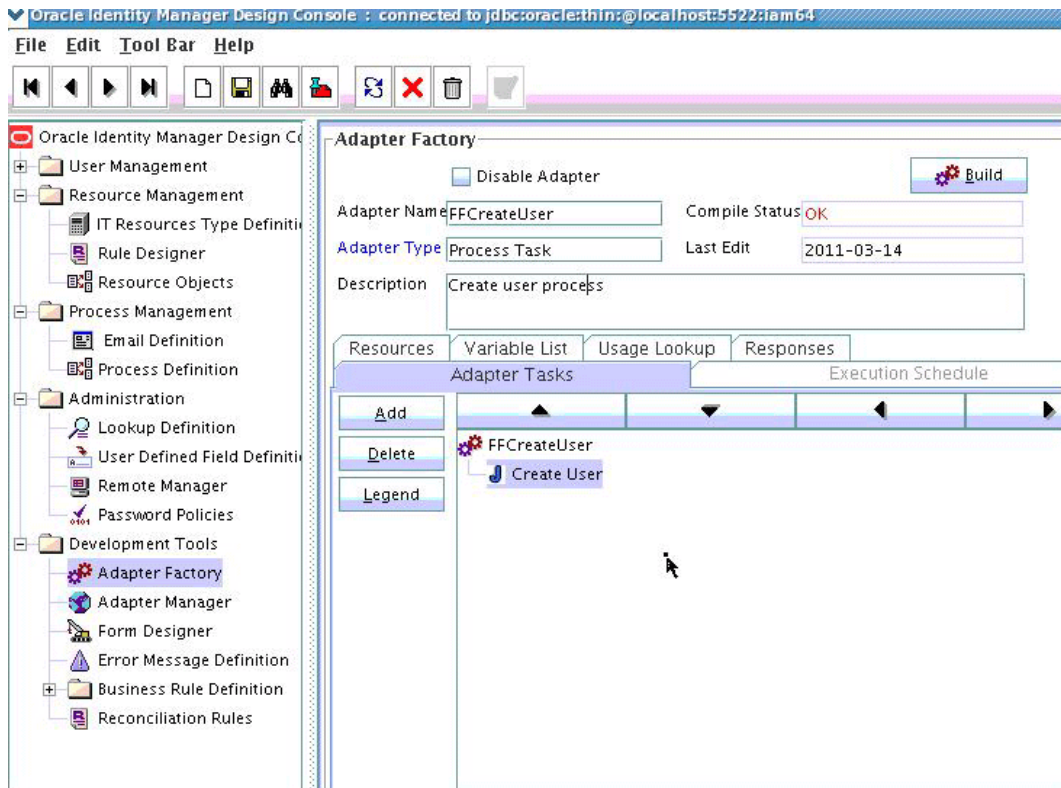 Oracle Identity Manager Design Console : connected to jdbc:oracle:thin:@localhost:5522:iam64
File Edit Tool Bar Help
Oracle Identity Manager Design Co
User Management
Resource Management
IT Resources Type Definiti
Rule Designer
Resource Objects
Process Management
Email Definition
Process Definition
Administration
Lookup Definition
User Defined Field Definiti
Remote Manager
Password Policies
Development Tools
Adapter Factory
Adapter Manager
Form Designer
Error Message Definition
Business Rule Definition
Reconciliation Rules
Adapter Factory
Disable Adapter
Build
Adapter Name FFCreateUser Compile Status OK
Adapter Type Process Task Last Edit 2011-03-14
Description Create user process
Resources Variable List Usage Lookup Responses
Adapter Tasks Execution Schedule
Add
Delete
Legend
FFCreateUser
Create User